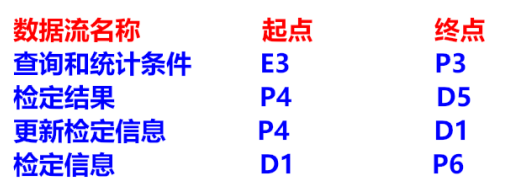 数据流名称 起点 终点
查询和统计条件 E3 P3
检定结果 P4 D5
更新检定信息 P4 D1
检定信息 D1 P6